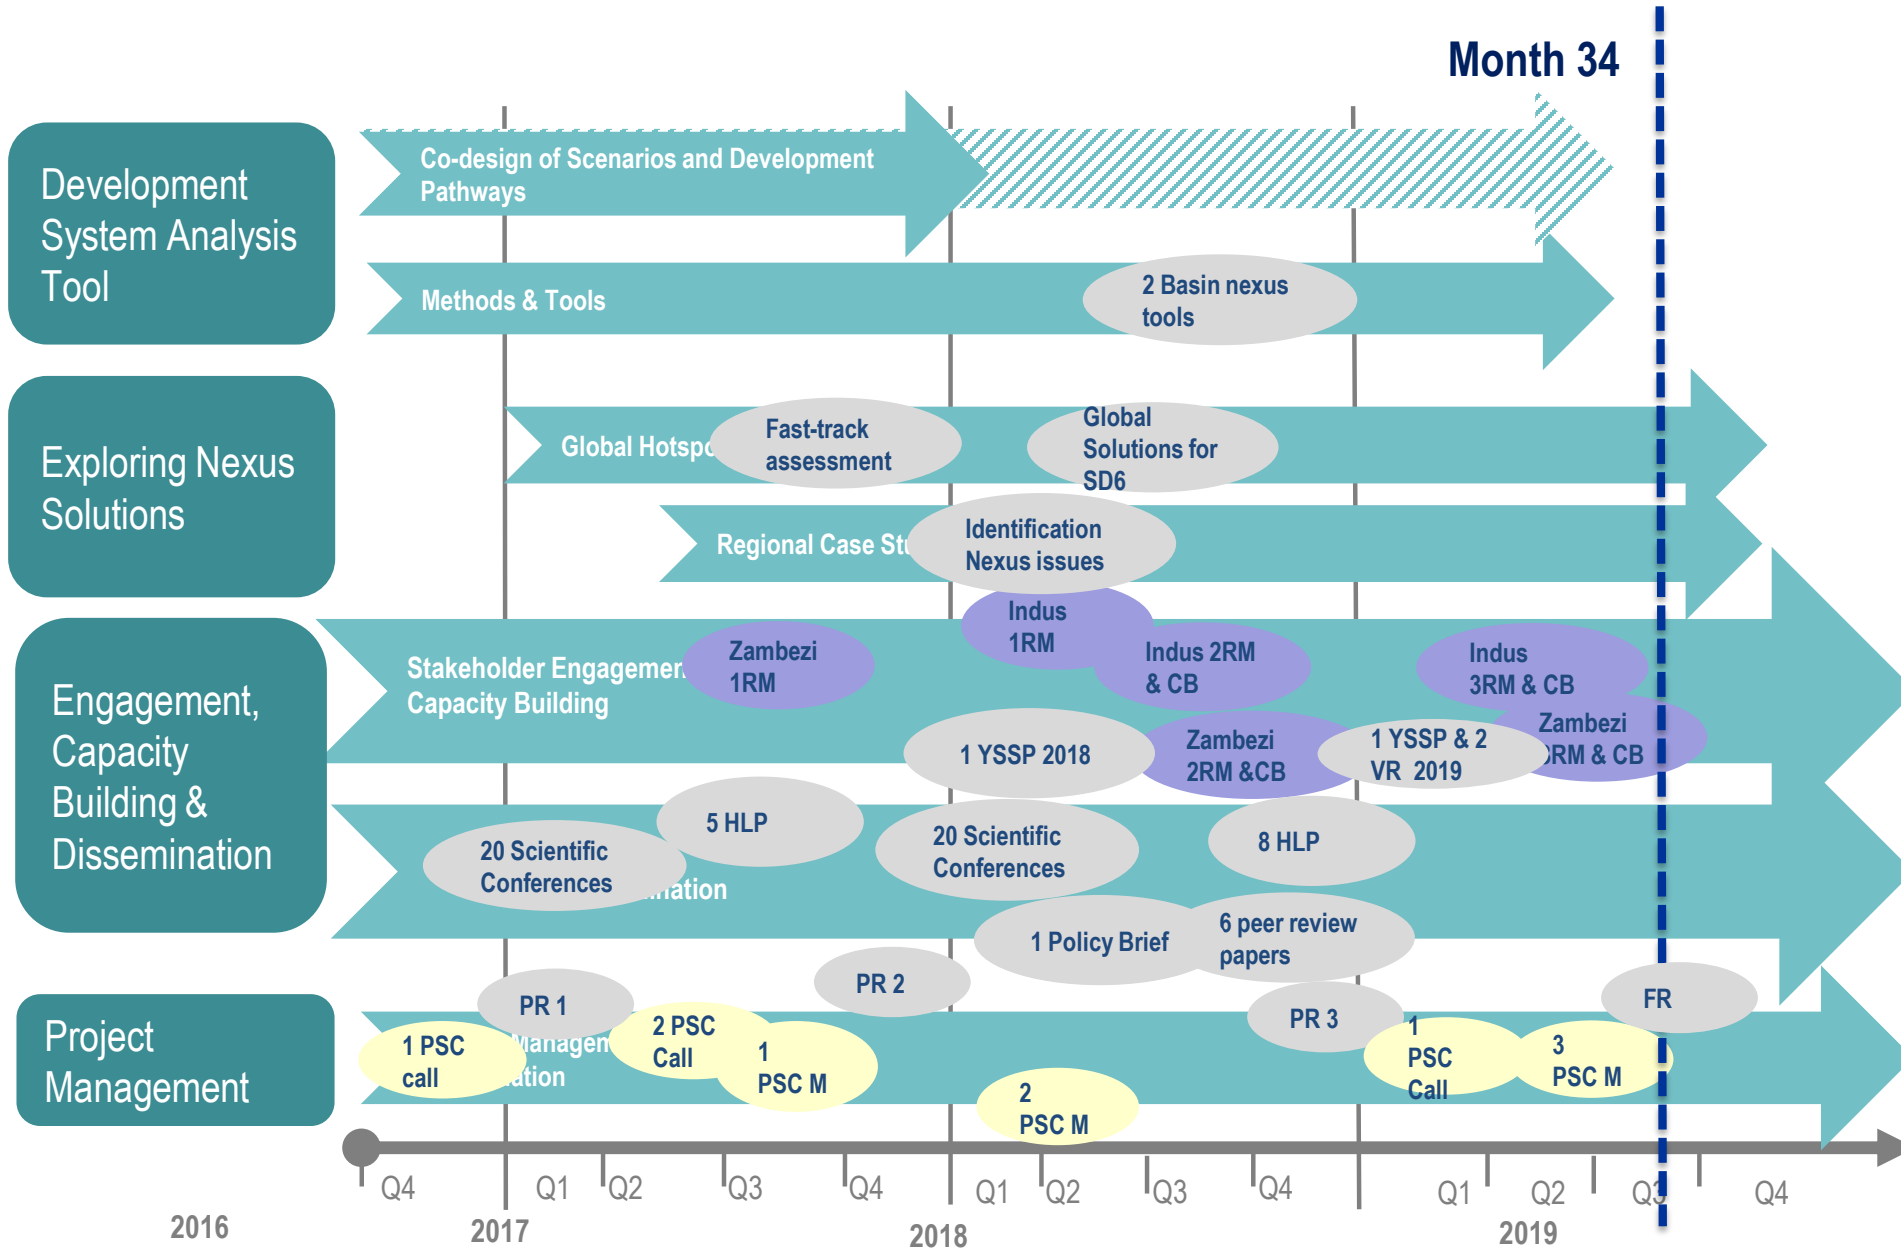 Month 34
Development
System Analysis
Tool
Co-design of Scenarios and Development
Pathways
Methods & Tools
2 Basin nexus
tools
Exploring Nexus
Solutions
Global Hotspo
Fast-track
assessment
Global
Solutions for
SD6
Regional Case Stu
Identification
Nexus issues
Engagement,
Capacity
Building &
Dissemination
Stakeholder Engagemen
Capacity Building
Zambezi
1RM
Indus
1RM
Indus 2RM
& CB
Indus
3RM & CB
1 YSSP 2018
Zambezi
2RM &CB
1 YSSP & 2
VR 2019
Zambezi
RM & CB
5 HLP
20 Scientific
Conferences
ination
20 Scientific
Conferences
8 HLP
1 Policy Brief
6 peer review
papers
Project
Management
PR 1
PR 2
PR 3
FR
1 PSC
call
Managem
ation
2 PSC
Call
1
PSC M
2
PSC M
1
PSC
Call
3
PSC M
Q4 Q1 Q2 Q3 Q4 Q1 Q2 Q3 Q4 Q1 Q2 Q3 Q4
2016 2017 2018 2019